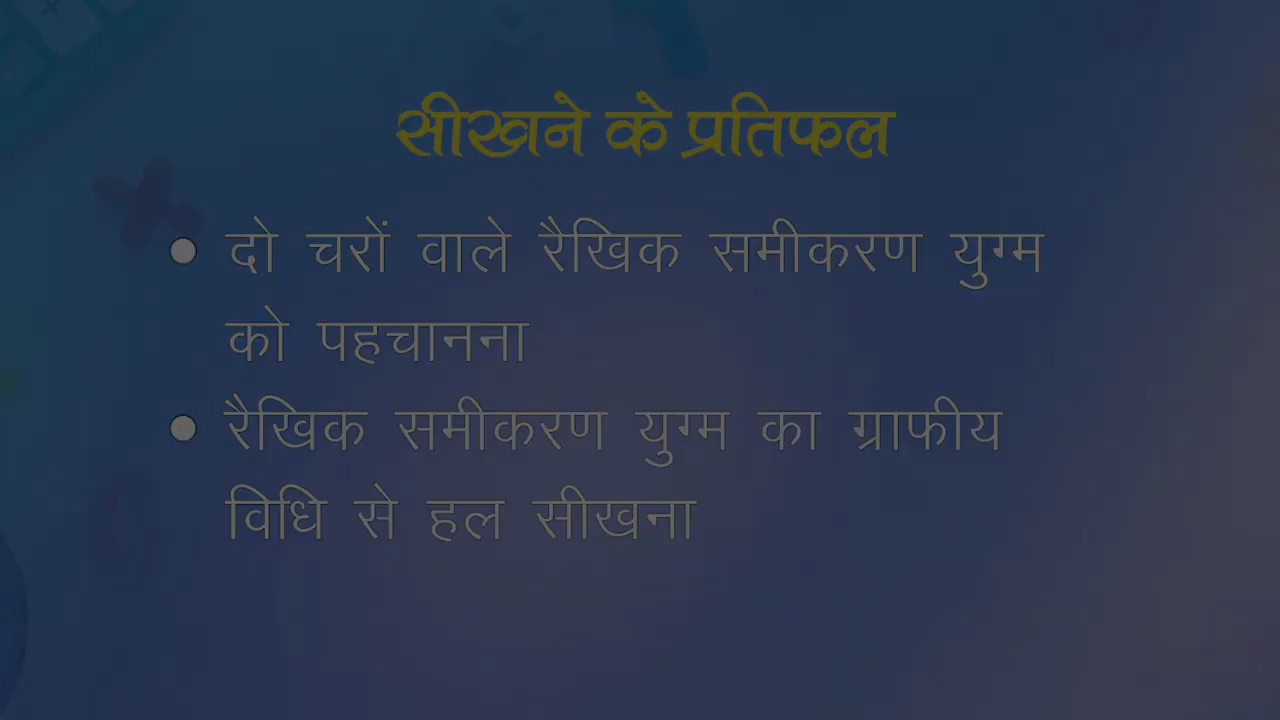 सीखने के प्रतिफल
दो चरों वाले रैखिक समीकरण युग्म
को पहचानना
रैखिक समीकरण युग्म का ग्राफीय
विधि से हल सीखना